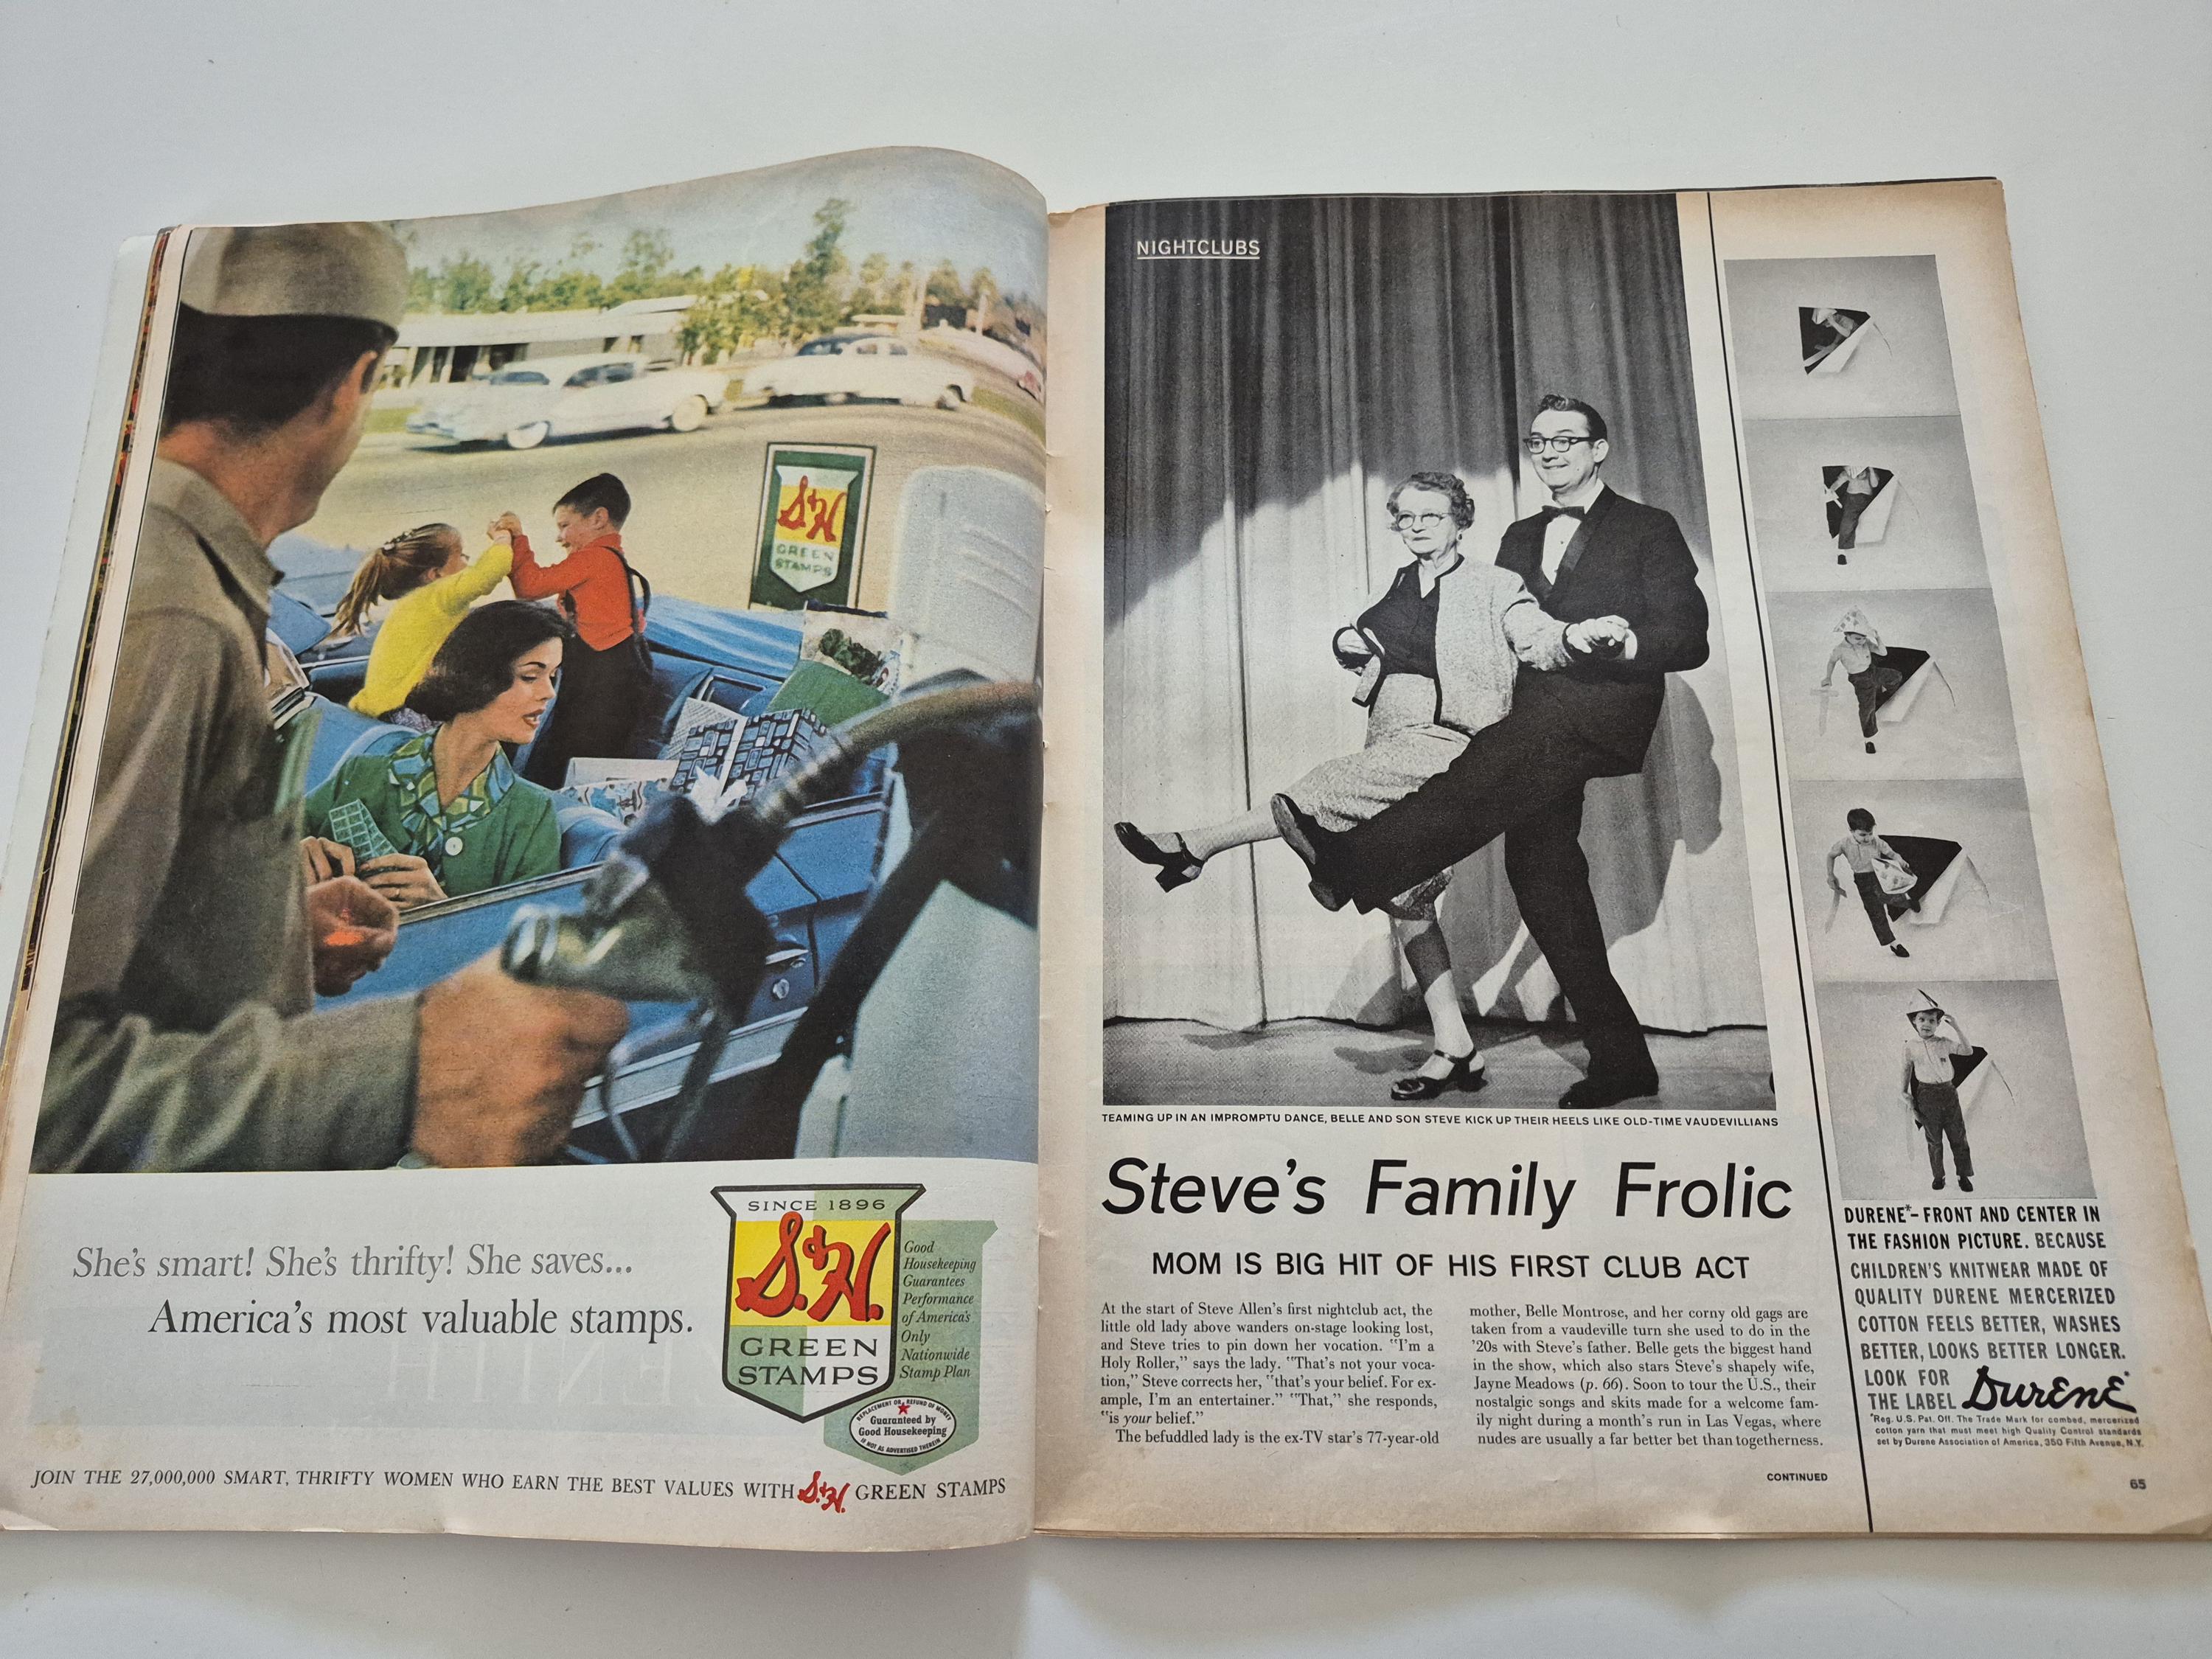 S&H
GREEN
STAMPS
She's smart! She's thrifty! She saves...
America's most valuable stamps.
SINCE 1896
S&H.
GREEN
STAMPS
Good
Housekeeping
Guarantees
Performance
of America's
Only
Nationwide
Stamp Plan
REPLACEMENT OR REFUND OF MONEY
Guaranteed by
Good Housekeeping
IF NOT AS ADVERTISED THEREIN
JOIN THE 27,000,000 SMART, THRIFTY WOMEN WHO EARN THE BEST VALUES WITH S&H. GREEN STAMPS
NIGHTCLUBS
TEAMING UP IN AN IMPROMPTU DANCE, BELLE AND SON STEVE KICK UP THEIR HEELS LIKE OLD-TIME VAUDEVILLIANS
Steve's Family Frolic
MOM IS BIG HIT OF HIS FIRST CLUB ACT
At the start of Steve Allen's first nightclub act, the
little old lady above wanders on-stage looking lost,
and Steve tries to pin down her vocation. "I'm a
Holy Roller," says the lady. "That's not your voca-
tion," Steve corrects her, "that's your belief. For ex-
ample, I'm an entertainer." "That," she responds,
"is your belief."
The befuddled lady is the ex-TV star's 77-year-old
mother, Belle Montrose, and her corny old gags are
taken from a vaudeville turn she used to do in the
'20s with Steve's father. Belle gets the biggest hand
in the show, which also stars Steve's shapely wife,
Jayne Meadows (p. 66). Soon to tour the U.S., their
nostalgic songs and skits made for a welcome fam-
ily night during a month's run in Las Vegas, where
nudes are usually a far better bet than togetherness.
CONTINUED
DURENE*–FRONT AND CENTER IN
THE FASHION PICTURE. BECAUSE
CHILDREN'S KNITWEAR MADE OF
QUALITY DURENE MERCERIZED
COTTON FEELS BETTER, WASHES
BETTER, LOOKS BETTER LONGER.
LOOK FOR
THE LABEL DURENE*
*Reg. U.S. Pat. Off. The Trade Mark for combed, mercerized
cotton yarn that must meet high Quality Control standards
set by Durene Association of America, 350 Fifth Avenue, N.Y.
65